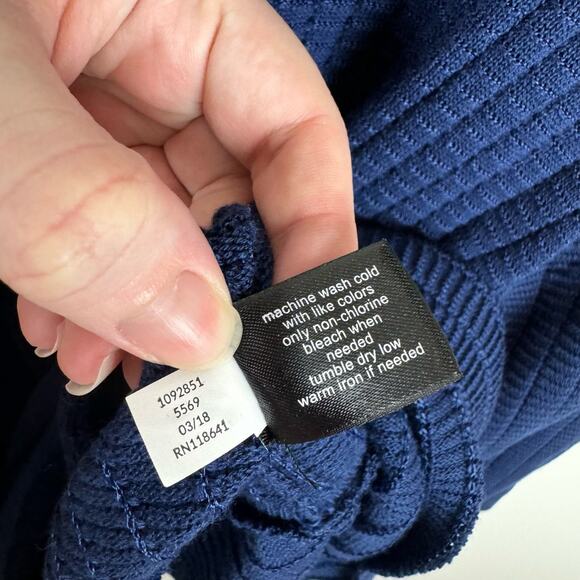 machine wash cold
with like colors
only non-chlorine
bleach when
needed
tumble dry low
warm iron if needed
1092851
5569
03/18
RN118641